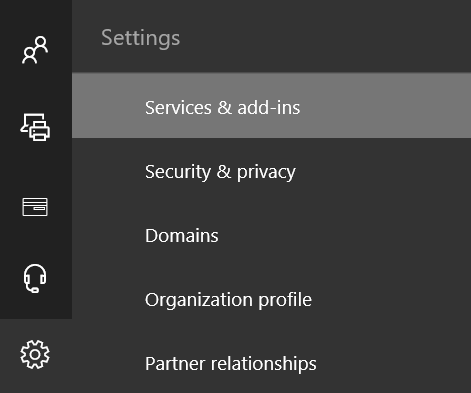 Settings
Services & add-ins
Security & privacy
Domains
Organization profile
Partner relationships